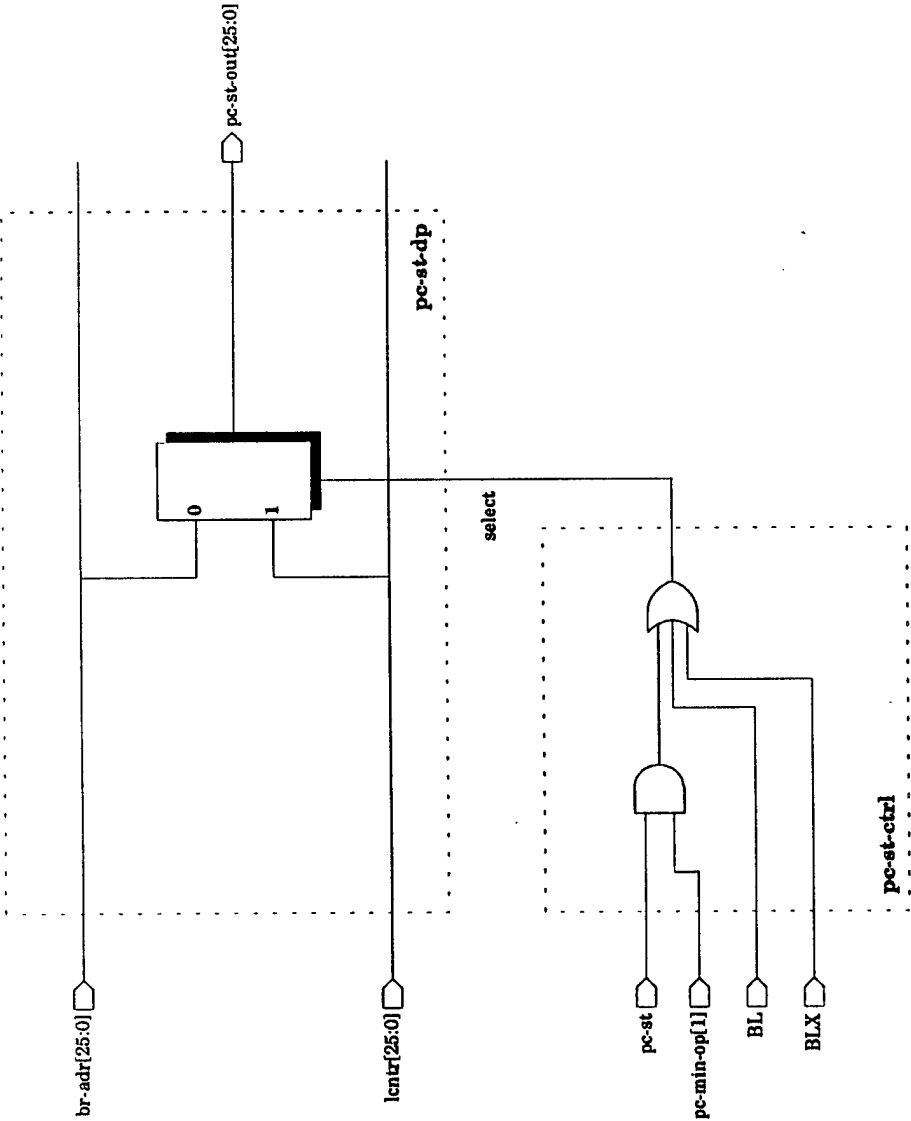 br-adr[25:0]
lcntr[25:0]
0
1
pc-st-out[25:0]
pc-st-dp
select
pc-st
pc-min-op[1]
BL
BLX
pc-st-ctrl